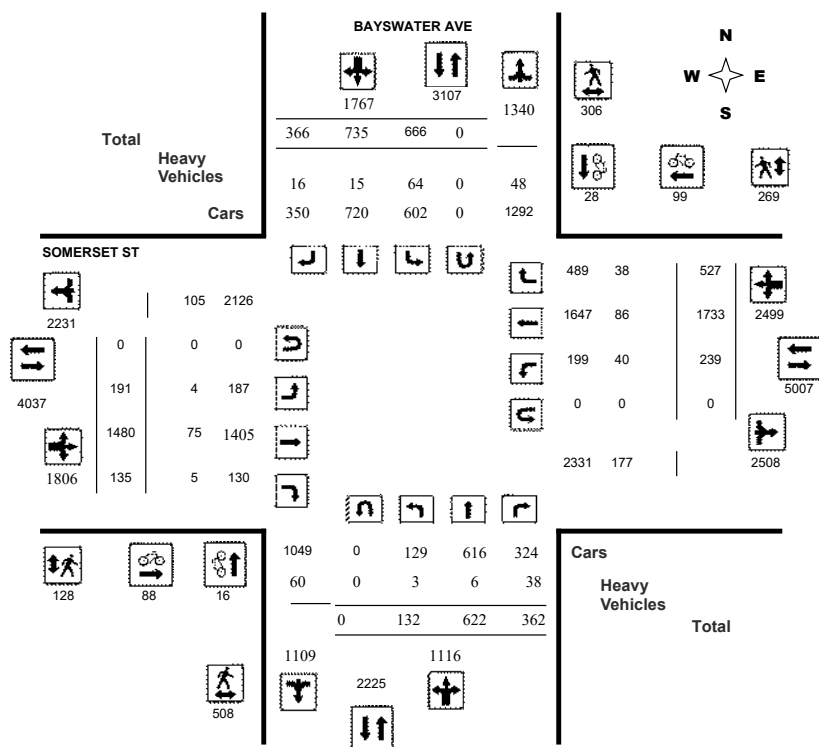 BAYSWATER AVE
N
W E
S
1767 3107 1340 306
Total 366 735 666 0
Heavy
Vehicles
16 15 64 0 48
28 99 269
Cars 350 720 602 0 1292
SOMERSET ST
489 38 527
105 2126
2231
1647 86 1733 2499
0 0 0
199 40 239
4037
191 4 187
5007
0 0 0
1480 75 1405
1806
135 5 130
2331 177 2508
1049 0 129 616 324 Cars
60 0 3 6 38 Heavy
Vehicles
128 88 16
0 132 622 362 Total
1109 1116
2225
508